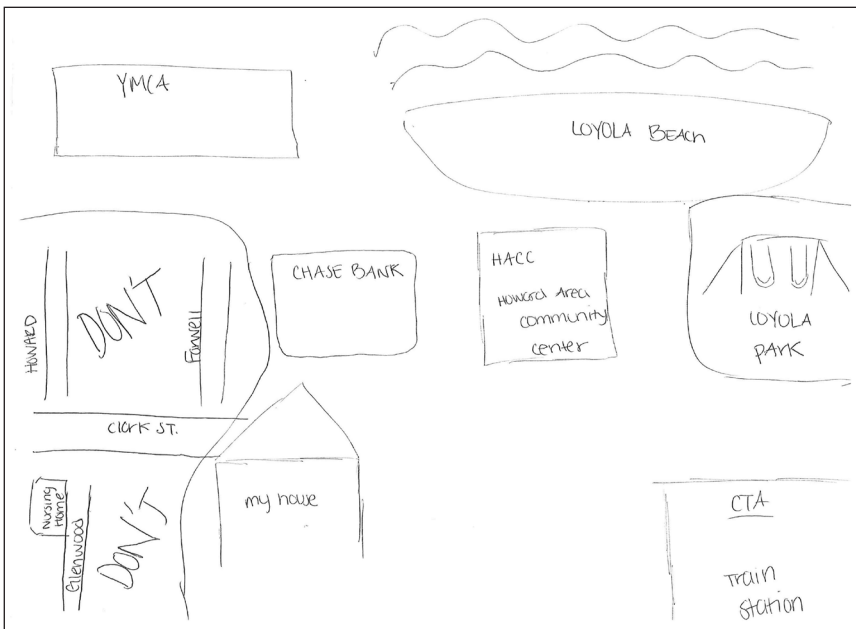 YMCA
LOYOLA BEACH
CHASE BANK
HACC
Howard Area
community
center
LOYOLA
PARK
HOWARD
DON'T
Farwell
Clark ST.
Nursing
Home
Glenwood
DON'T
my house
CTA
Train
Station